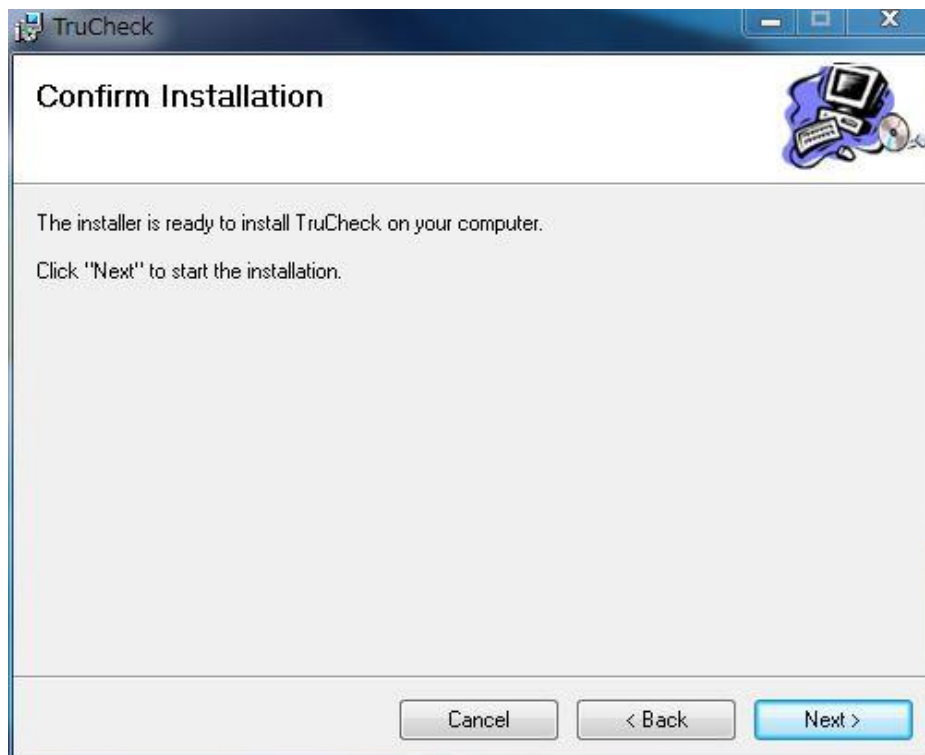 TruCheck
Confirm Installation
The installer is ready to install TruCheck on your computer.
Click "Next" to start the installation.
Cancel
< Back
Next >